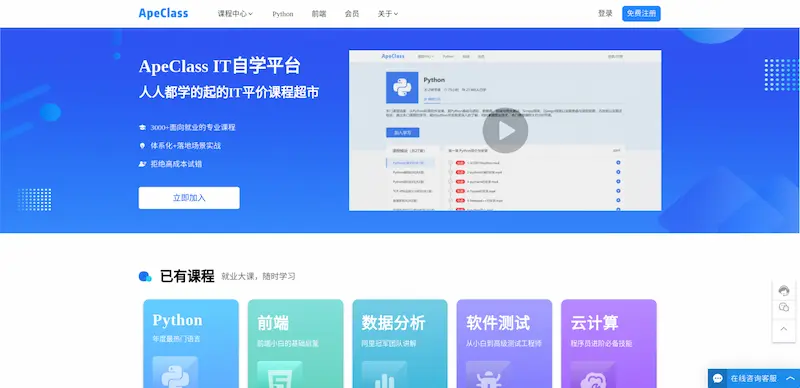 ApeClass
课程中心
Python
前端
会员
关于
登录
免费注册
ApeClass IT自学平台
人人都学的起的IT平价课程超市
3000+面向就业的专业课程
体系化+落地场景实战
拒绝高成本试错
立即加入
ApeClass
Python
加入学习
已有课程
就业大课，随时学习
Python
年度最热门语言
前端
前端小白的基础启蒙
数据分析
阿里冠军团队讲解
软件测试
从小白到高级测试工程师
云计算
程序员进阶必备技能
在线咨询客服